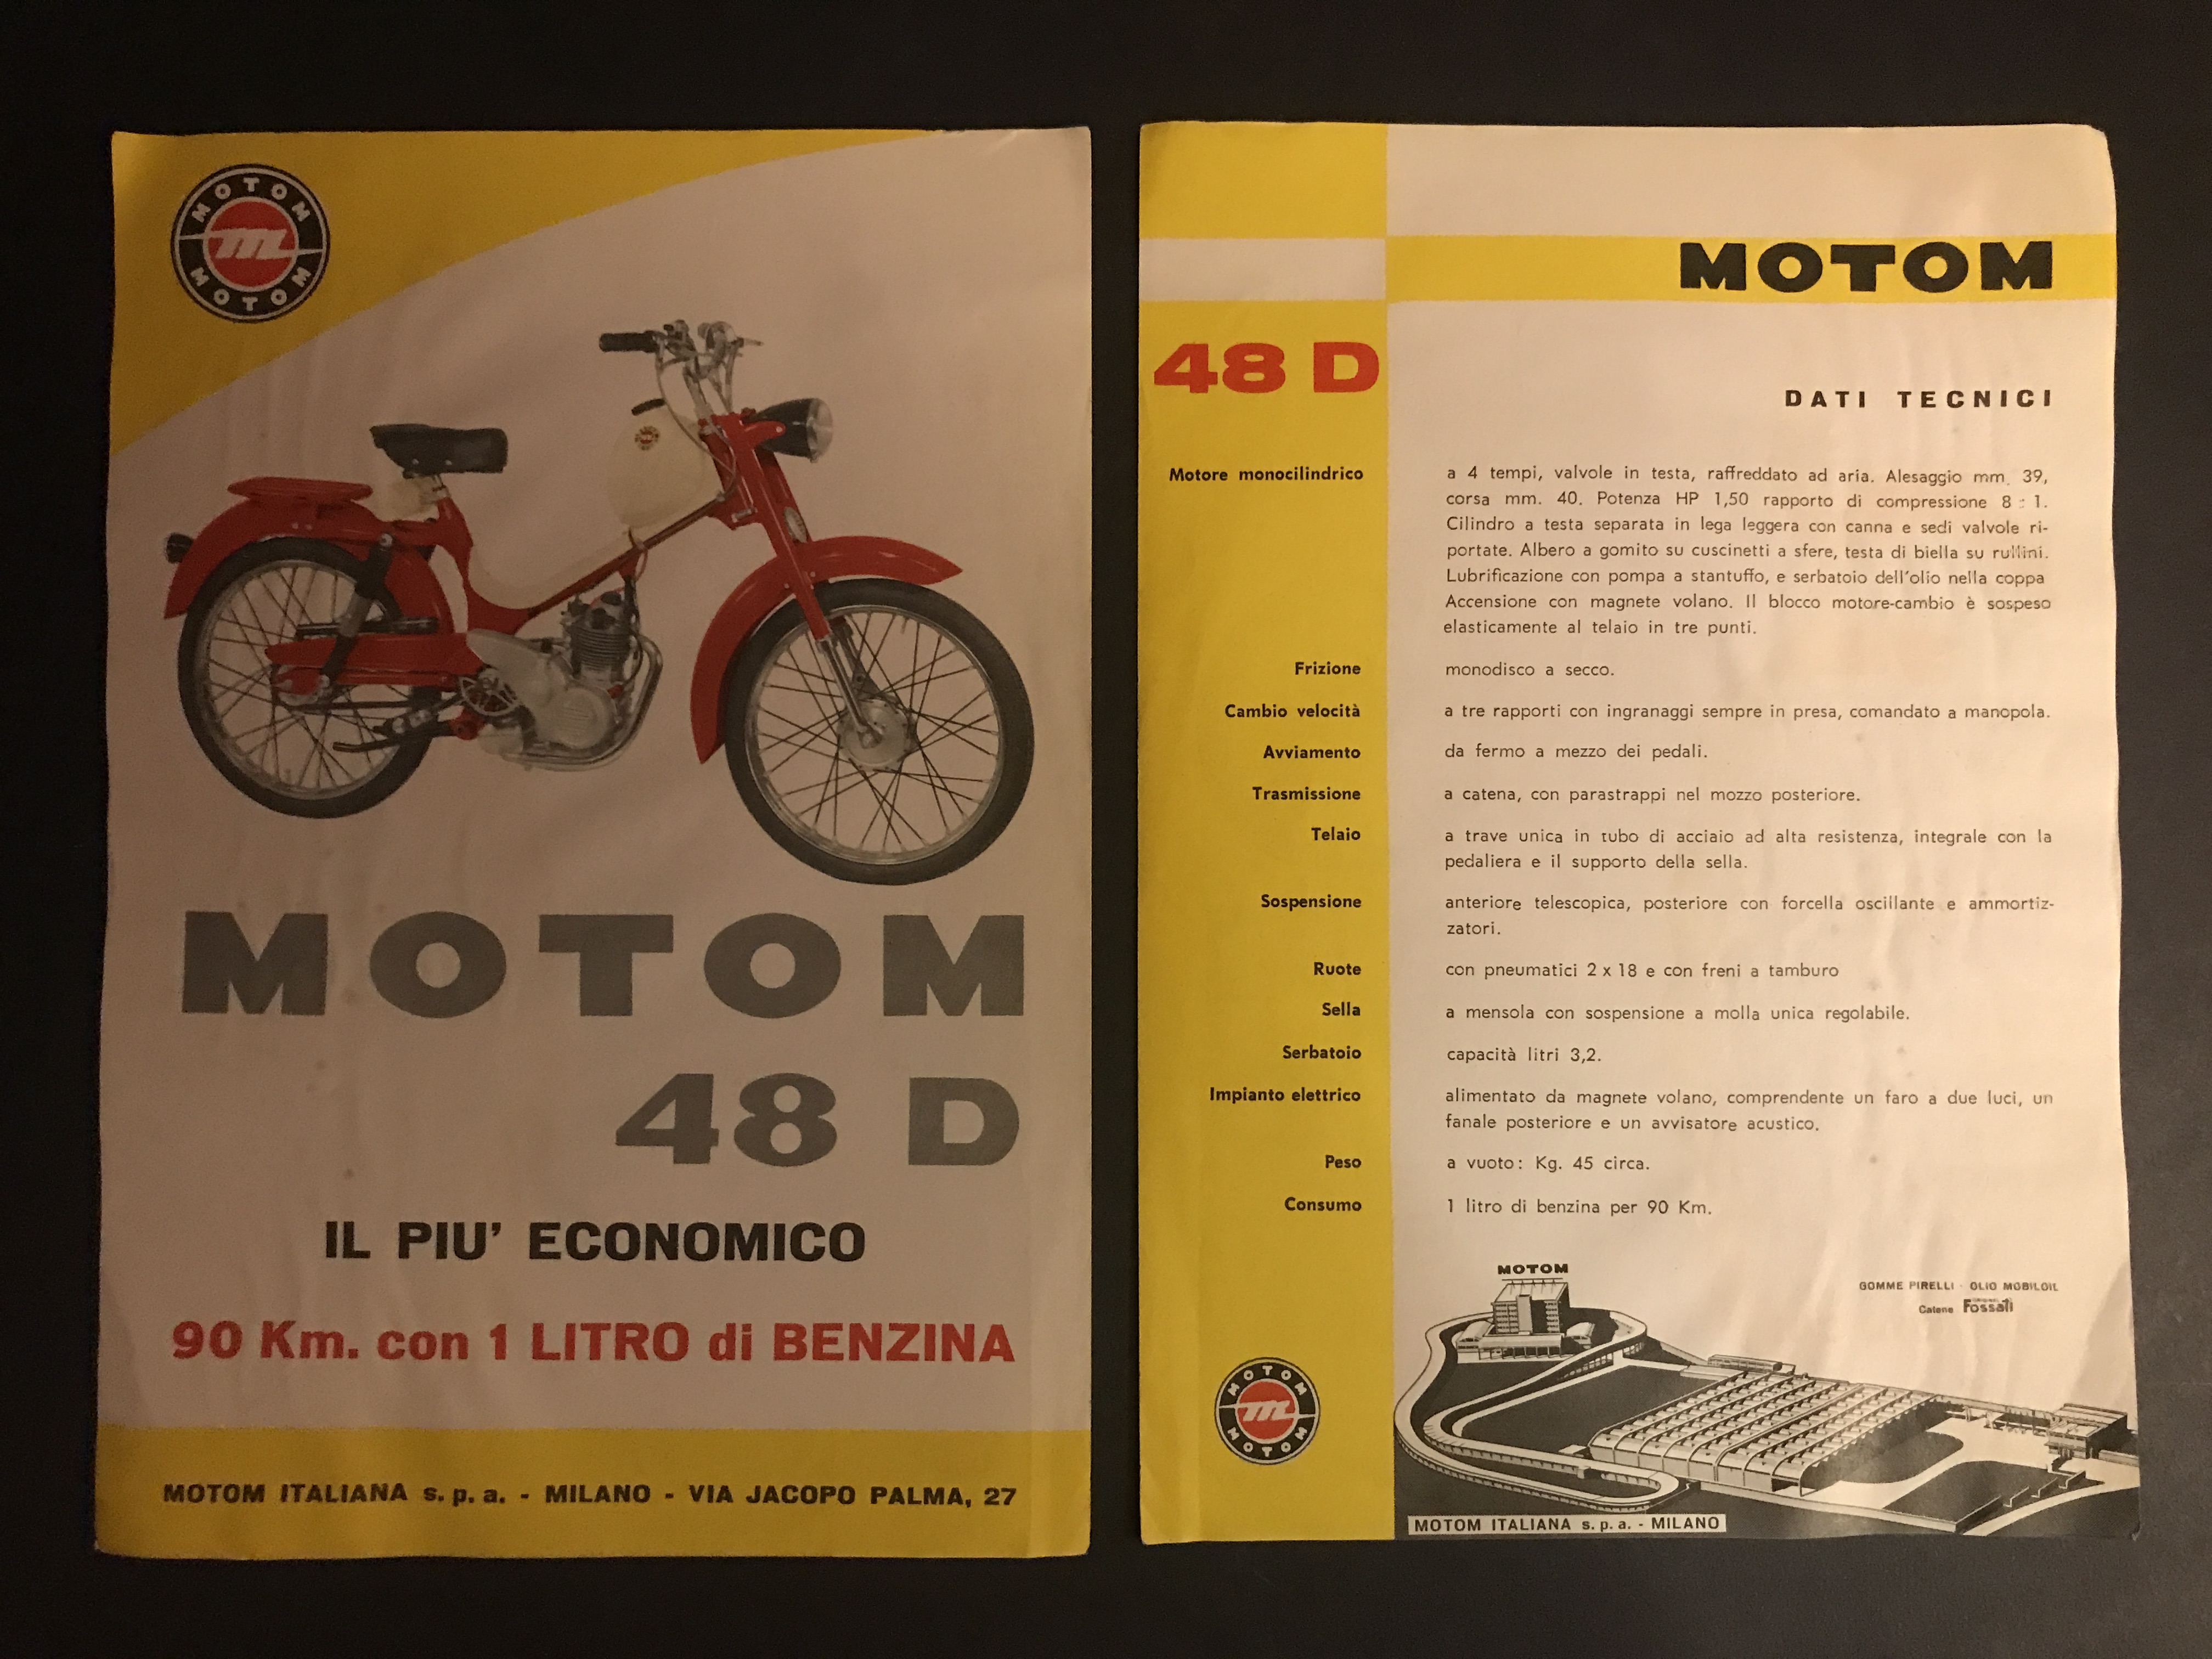 MOTOM
m
MOTOM
MOTOM
48 D
IL PIU' ECONOMICO
90 Km. con 1 LITRO di BENZINA
MOTOM ITALIANA s. p. a. - MILANO - VIA JACOPO PALMA, 27
MOTOM
48 D
DATI TECNICI
Motore monocilindrico a 4 tempi, valvole in testa, raffreddato ad aria. Alesaggio mm. 39,
corsa mm. 40. Potenza HP 1,50 rapporto di compressione 8 : 1.
Cilindro a testa separata in lega leggera con canna e sedi valvole ri-
portate. Albero a gomito su cuscinetti a sfere, testa di biella su rullini.
Lubrificazione con pompa a stantuffo, e serbatoio dell'olio nella coppa
Accensione con magnete volano. Il blocco motore-cambio è sospeso
elasticamente al telaio in tre punti.
Frizione monodisco a secco.
Cambio velocità a tre rapporti con ingranaggi sempre in presa, comandato a manopola.
Avviamento da fermo a mezzo dei pedali.
Trasmissione a catena, con parastrappi nel mozzo posteriore.
Telaio a trave unica in tubo di acciaio ad alta resistenza, integrale con la
pedaliera e il supporto della sella.
Sospensione anteriore telescopica, posteriore con forcella oscillante e ammortiz-
zatori.
Ruote con pneumatici 2 x 18 e con freni a tamburo
Sella a mensola con sospensione a molla unica regolabile.
Serbatoio capacità litri 3,2.
Impianto elettrico alimentato da magnete volano, comprendente un faro a due luci, un
fanale posteriore e un avvisatore acustico.
Peso a vuoto: Kg. 45 circa.
Consumo 1 litro di benzina per 90 Km.
MOTOM
GOMME PIRELLI - OLIO MOBILOIL
Catene Fossati
MOTOM
m
MOTOM
MOTOM ITALIANA s. p. a. - MILANO